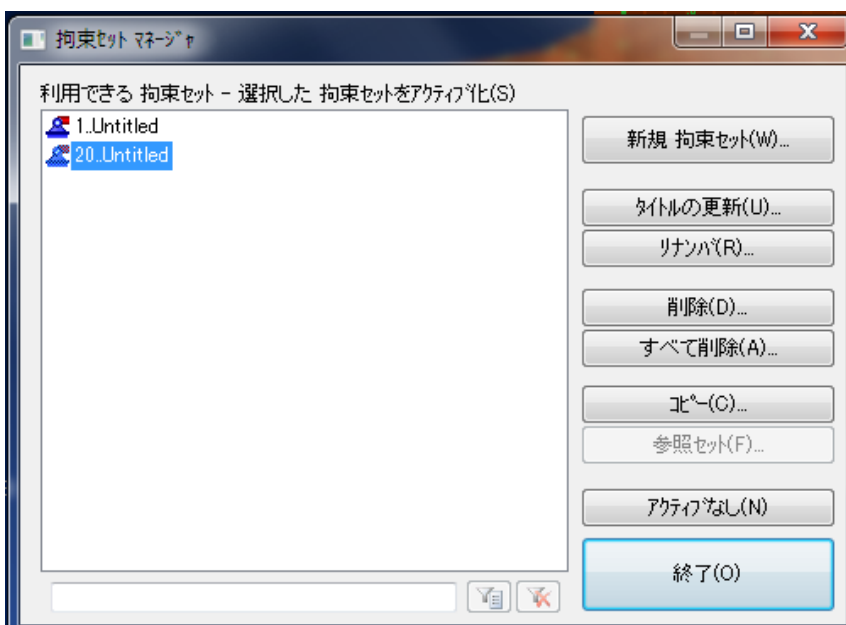 拘束ｾｯﾄ ﾏﾈｰｼﾞｬ
利用できる 拘束ｾｯﾄ - 選択した 拘束ｾｯﾄをｱｸﾃｨﾌﾞ化(S)
1..Untitled
20..Untitled
新規 拘束ｾｯﾄ(W)...
ﾀｲﾄﾙの更新(U)...
ﾘﾅﾝﾊﾞ(R)...
削除(D)...
すべて削除(A)...
ｺﾋﾟｰ(C)...
参照ｾｯﾄ(F)...
ｱｸﾃｨﾌﾞなし(N)
終了(O)